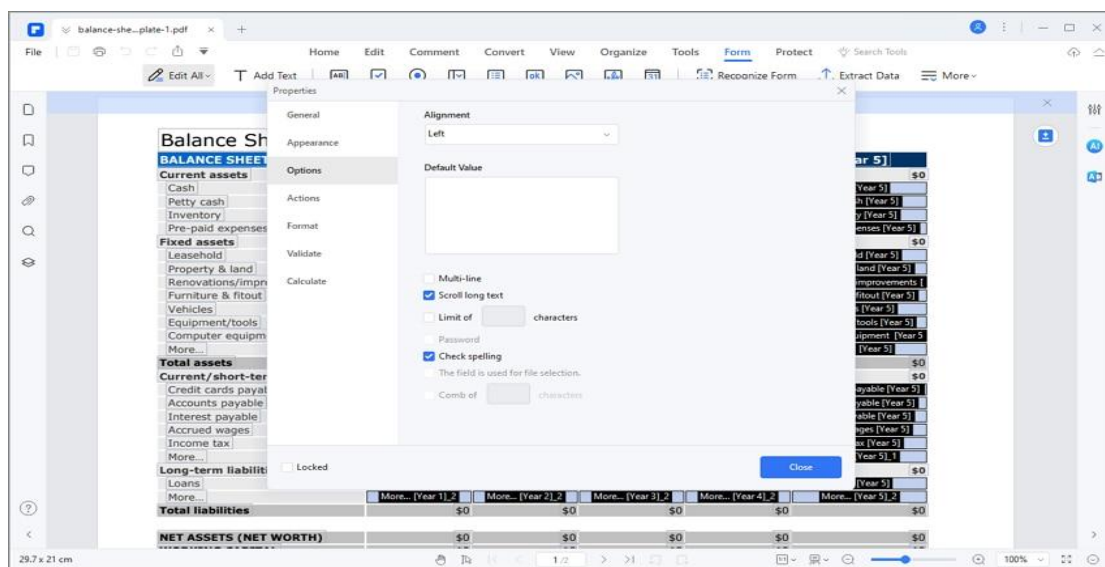 balance-she...plate-1.pdf
File Home Edit Comment Convert View Organize Tools Form Protect Search Tools
Edit All Add Text Recognize Form Extract Data More
Properties
General
Appearance
Options
Actions
Format
Validate
Calculate
Alignment
Left
Default Value
Multi-line
Scroll long text
Limit of characters
Password
Check spelling
The field is used for file selection.
Comb of characters
Locked
Close
Balance Sh
BALANCE SHEET ar 5]
Current assets $0
Cash [Year 5]
Petty cash h [Year 5]
Inventory y [Year 5]
Pre-paid expenses enses [Year 5]
Fixed assets $0
Leasehold ld [Year 5]
Property & land land [Year 5]
Renovations/impr improvements [
Furniture & fitout fitout [Year 5]
Vehicles s [Year 5]
Equipment/tools tools [Year 5]
Computer equipm uipment [Year 5
More... [Year 5]
Total assets $0
Current/short-ter $0
Credit cards payal ayable [Year 5]
Accounts payable yable [Year 5]
Interest payable rable [Year 5]
Accrued wages ages [Year 5]
Income tax ax [Year 5]
More... [Year 5]_1
Long-term liabiliti $0
Loans [Year 5]
More... More... [Year 1]_2 More... [Year 2]_2 More... [Year 3]_2 More... [Year 4]_2 More... [Year 5]_2
Total liabilities $0 $0 $0 $0 $0
NET ASSETS (NET WORTH) $0 $0 $0 $0 $0
29.7 x 21 cm 1 /2 100%